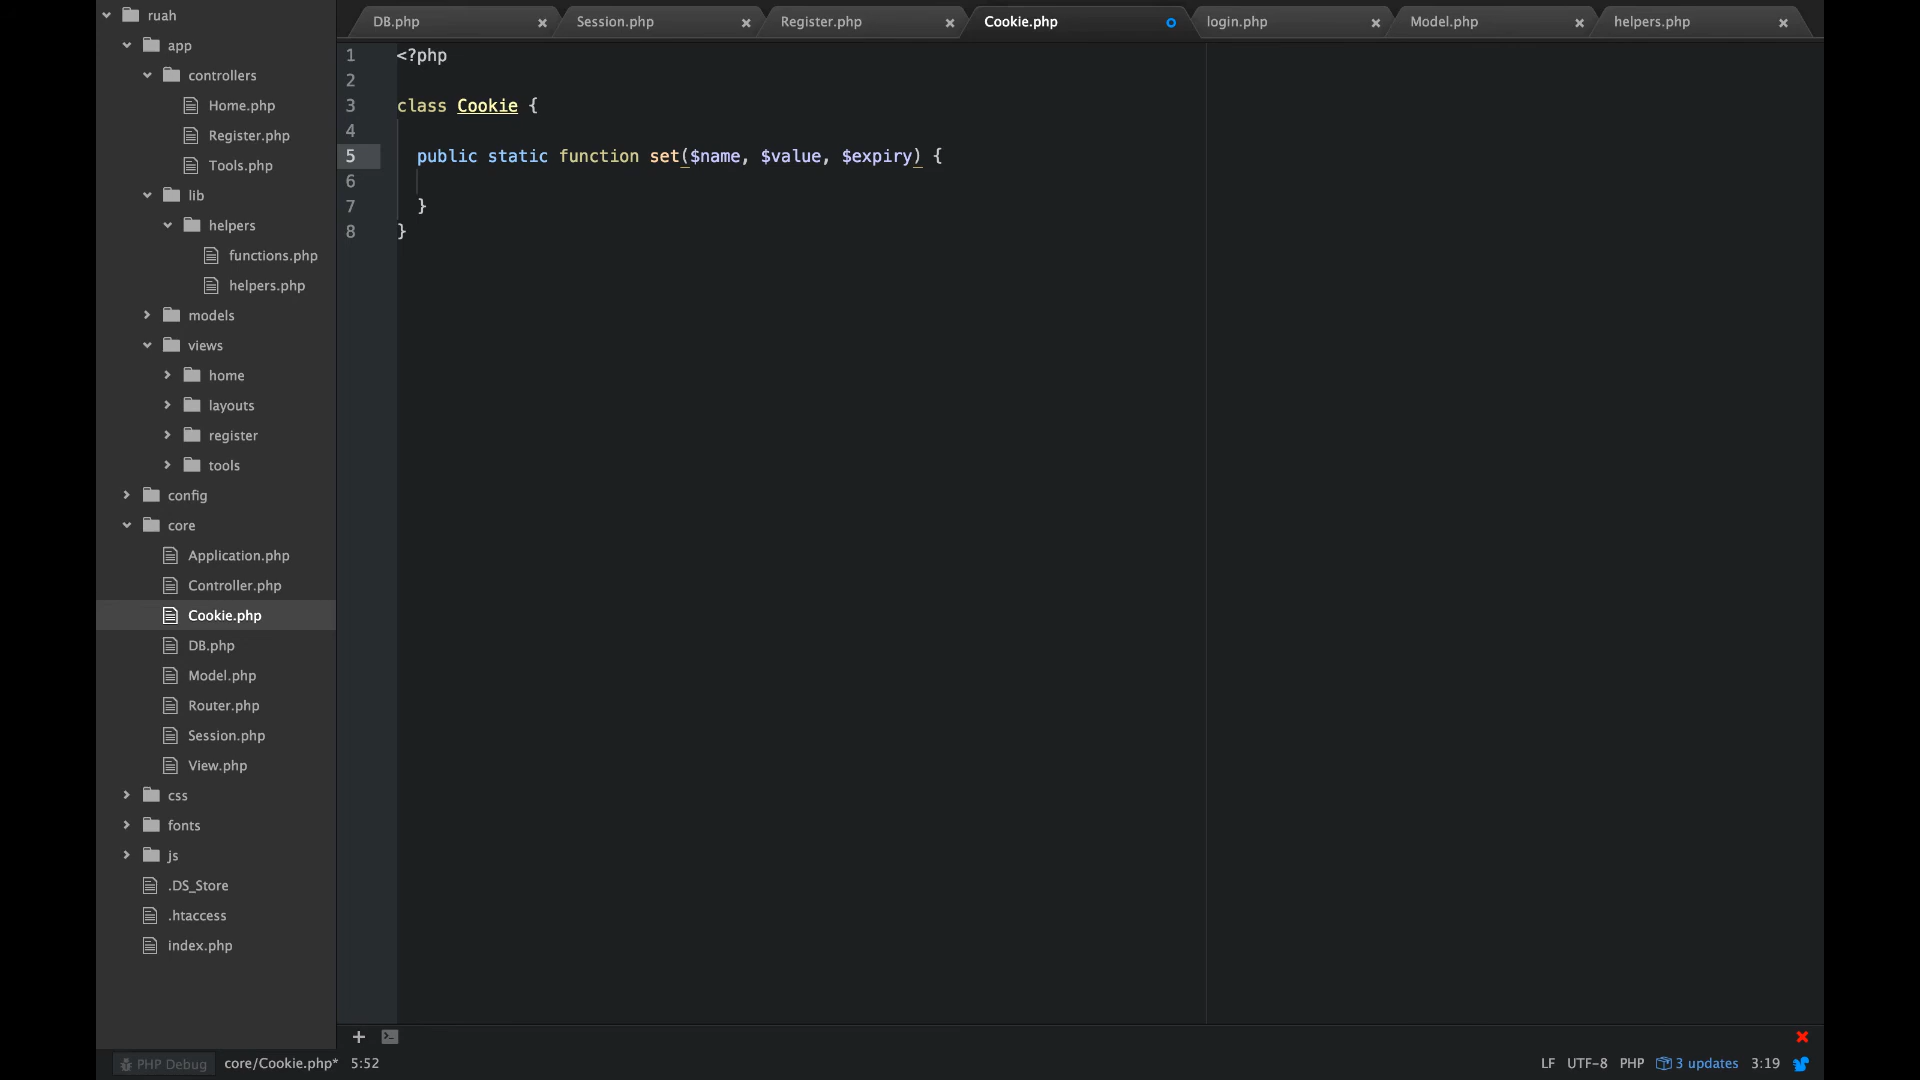 ruah
app
controllers
Home.php
Register.php
Tools.php
lib
helpers
functions.php
helpers.php
models
views
home
layouts
register
tools
config
core
Application.php
Controller.php
Cookie.php
DB.php
Model.php
Router.php
Session.php
View.php
css
fonts
js
.DS_Store
.htaccess
index.php
DB.php
Session.php
Register.php
Cookie.php
login.php
Model.php
helpers.php
1 <?php
2
3 class Cookie {
4
5 public static function set($name, $value, $expiry) {
6
7 }
8 }
PHP Debug core/Cookie.php* 5:52 LF UTF-8 PHP 3 updates 3:19